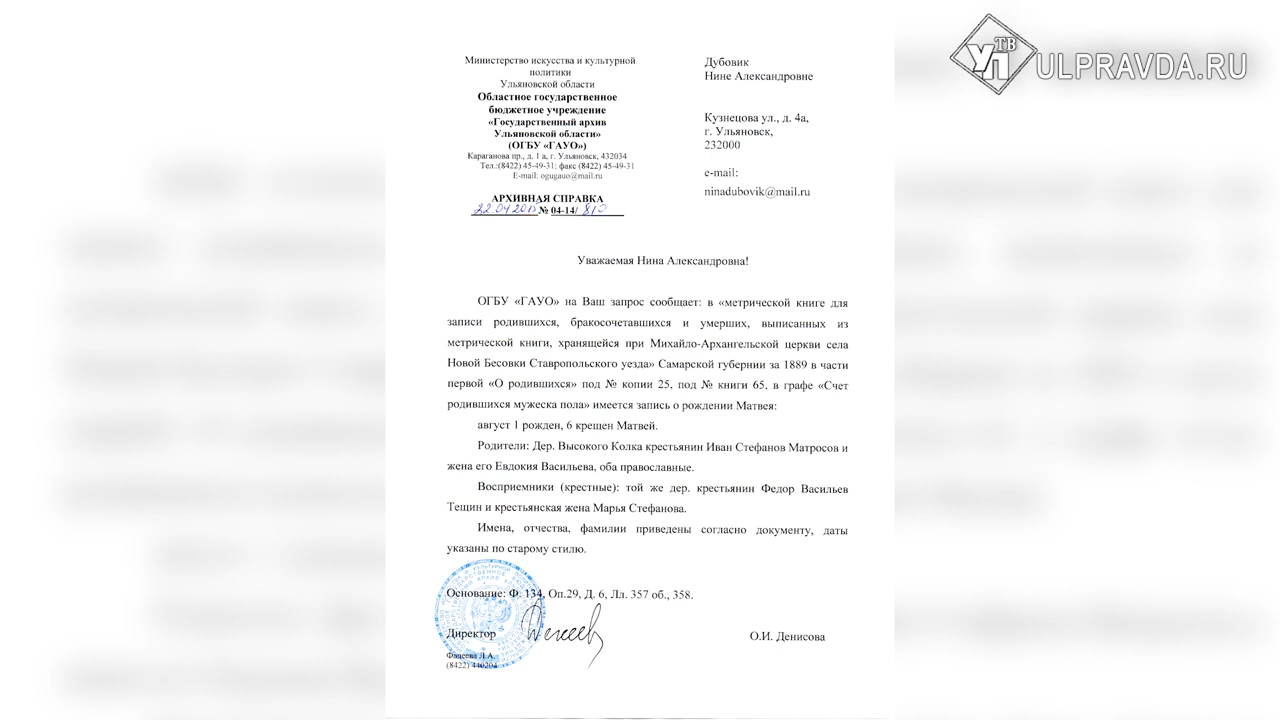 Министерство искусства и культурной
политики
Ульяновской области
Областное государственное
бюджетное учреждение
«Государственный архив
Ульяновской области»
(ОГБУ «ГАУО»)
Караганова пр., д. 1 а, г. Ульяновск, 432034
Тел.:(8422) 45-49-31; факс (8422) 45-49-31
E-mail: ogugauo@mail.ru
АРХИВНАЯ СПРАВКА
22.04.2015 № 04-14/ 810
Дубовик
Нине Александровне
Кузнецова ул., д. 4а,
г. Ульяновск,
232000
e-mail:
ninadubovik@mail.ru
УП ТВ ULPRAVDA.RU
Уважаемая Нина Александровна!
ОГБУ «ГАУО» на Ваш запрос сообщает: в «метрической книге для
записи родившихся, бракосочетавшихся и умерших, выписанных из
метрической книги, хранящейся при Михайло-Архангельской церкви села
Новой Бесовки Ставропольского уезда» Самарской губернии за 1889 в части
первой «О родившихся» под № копии 25, под № книги 65, в графе «Счет
родившихся мужеска пола» имеется запись о рождении Матвея:
август 1 рожден, 6 крещен Матвей.
Родители: Дер. Высокого Колка крестьянин Иван Стефанов Матросов и
жена его Евдокия Васильева, оба православные.
Восприемники (крестные): той же дер. крестьянин Федор Васильев
Тещин и крестьянская жена Марья Стефанова.
Имена, отчества, фамилии приведены согласно документу, даты
указаны по старому стилю.
Основание: Ф. 134, Оп.29, Д. 6, Лл. 357 об., 358.
Директор О.И. Денисова
Фадеева Л.А.
(8422) 440204